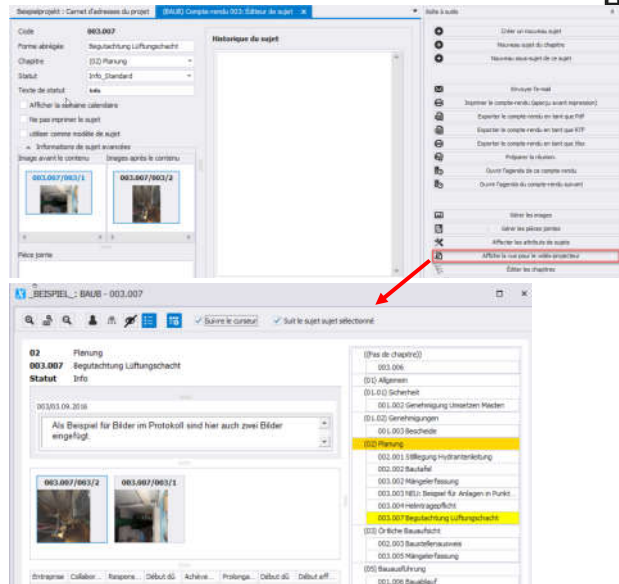 Beispielprojekt : Carnet d'adresses du projet
(BAUB) Compte-rendu 003: Éditeur de sujet ×
Code 003.007
Forme abrégée Begutachtung Lüftungsschacht
Chapitre (02) Planung
Statut Info_Standard
Texte de statut Info
Afficher la semaine calendaire
Ne pas imprimer le sujet
utiliser comme modèle de sujet
Informations de sujet avancées
Image avant le contenu Images après le contenu
003.007/003/1 003.007/003/2
Pièce jointe
Historique du sujet
Créer un nouveau sujet
Nouveau sujet du chapitre
Nouveau sous-sujet de ce sujet
Envoyer l'e-mail
Imprimer le compte-rendu (aperçu avant impression)
Exporter le compte-rendu en tant que PdF
Exporter le compte-rendu en tant que RTF
Exporter le compte-rendu en tant que Xlsx
Préparer la réunion
Ouvrir l'agenda de ce compte-rendu
Ouvrir l'agenda du compte-rendu suivant
Gérer les images
Gérer les pièces jointes
Affecter les attributs de sujets
Affiche la vue pour le vidéo projecteur
Éditer les chapitres
_BEISPIEL_: BAUB - 003.007
Suivre le curseur Suit le sujet sujet sélectionné
02 Planung
003.007 Begutachtung Lüftungsschacht
Statut Info
003/03.09.2016
Als Beispiel für Bilder im Protokoll sind hier auch zwei Bilder
eingefügt.
003.007/003/2 003.007/003/1
Entreprise Collabor... Respons... Début dû Achève... Prolonga... Début dû Début eff...
((Pas de chapitre))
003.006
(01) Allgemein
(01.01) Sicherheit
001.002 Genehmigung Umsetzen Masten
(01.02) Genehmigungen
001.003 Bescheide
(02) Planung
002.001 Stilllegung Hydrantenleitung
002.002 Bautafel
003.002 Mängelerfassung
003.003 NEU: Beispiel für Anlagen in Punkt...
003.004 Helmtragepflicht
003.007 Begutachtung Lüftungsschacht
(03) Örtliche Bauaufsicht
002.003 Baustellenausweis
003.005 Mängelerfassung
(05) Bauausführung
001.006 Bauablauf